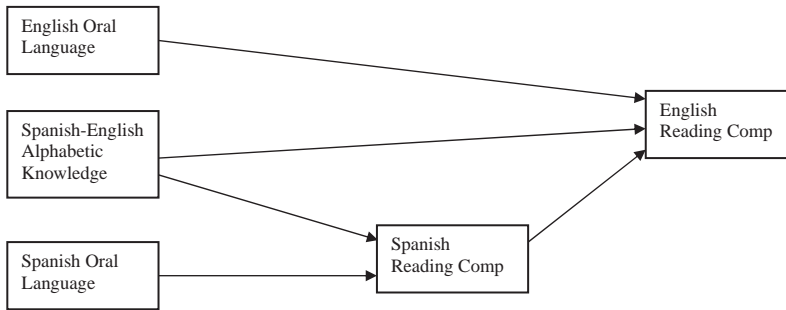 English Oral
Language
Spanish-English
Alphabetic
Knowledge
English
Reading Comp
Spanish Oral
Language
Spanish
Reading Comp